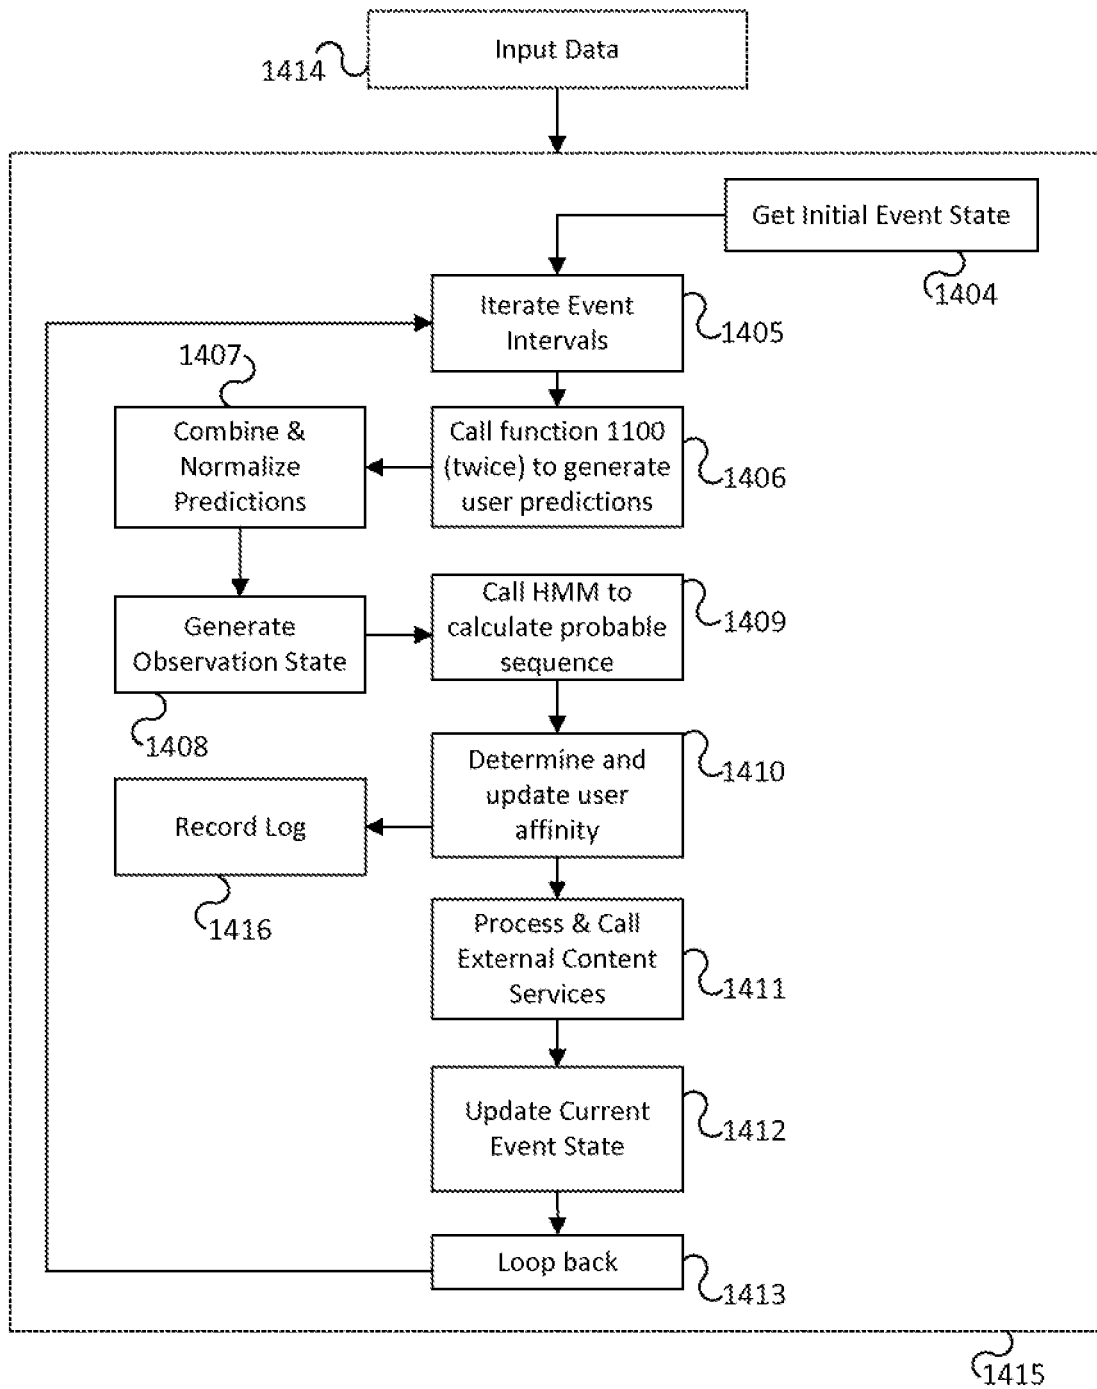 Input Data
1414
Get Initial Event State
1404
Iterate Event
Intervals
1405
1407
Combine &
Normalize
Predictions
Call function 1100
(twice) to generate
user predictions
1406
Generate
Observation State
1408
Call HMM to
calculate probable
sequence
1409
Determine and
update user
affinity
1410
Record Log
1416
Process & Call
External Content
Services
1411
Update Current
Event State
1412
Loop back
1413
1415